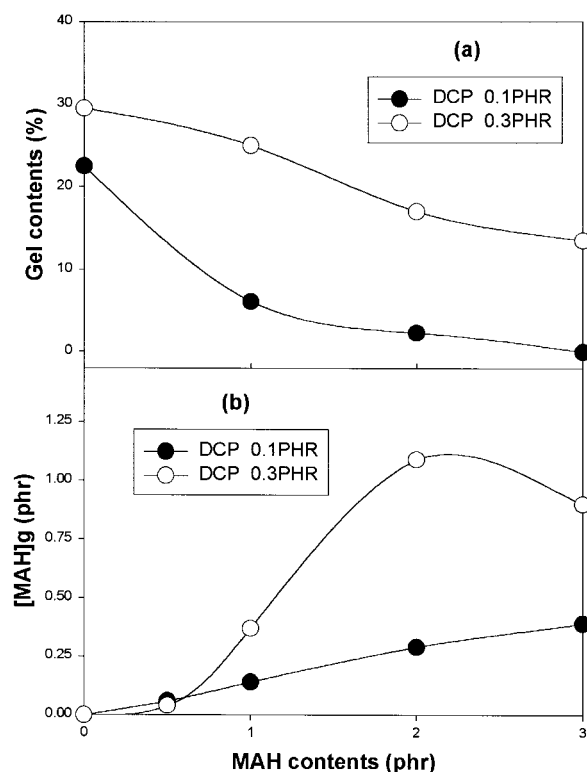 40
(a)
DCP 0.1PHR
DCP 0.3PHR
30
20
10
0
Gel contents (%)
(b)
DCP 0.1PHR
DCP 0.3PHR
1.25
1.00
0.75
0.50
0.25
0.00
[MAH]g (phr)
0 1 2 3
MAH contents (phr)